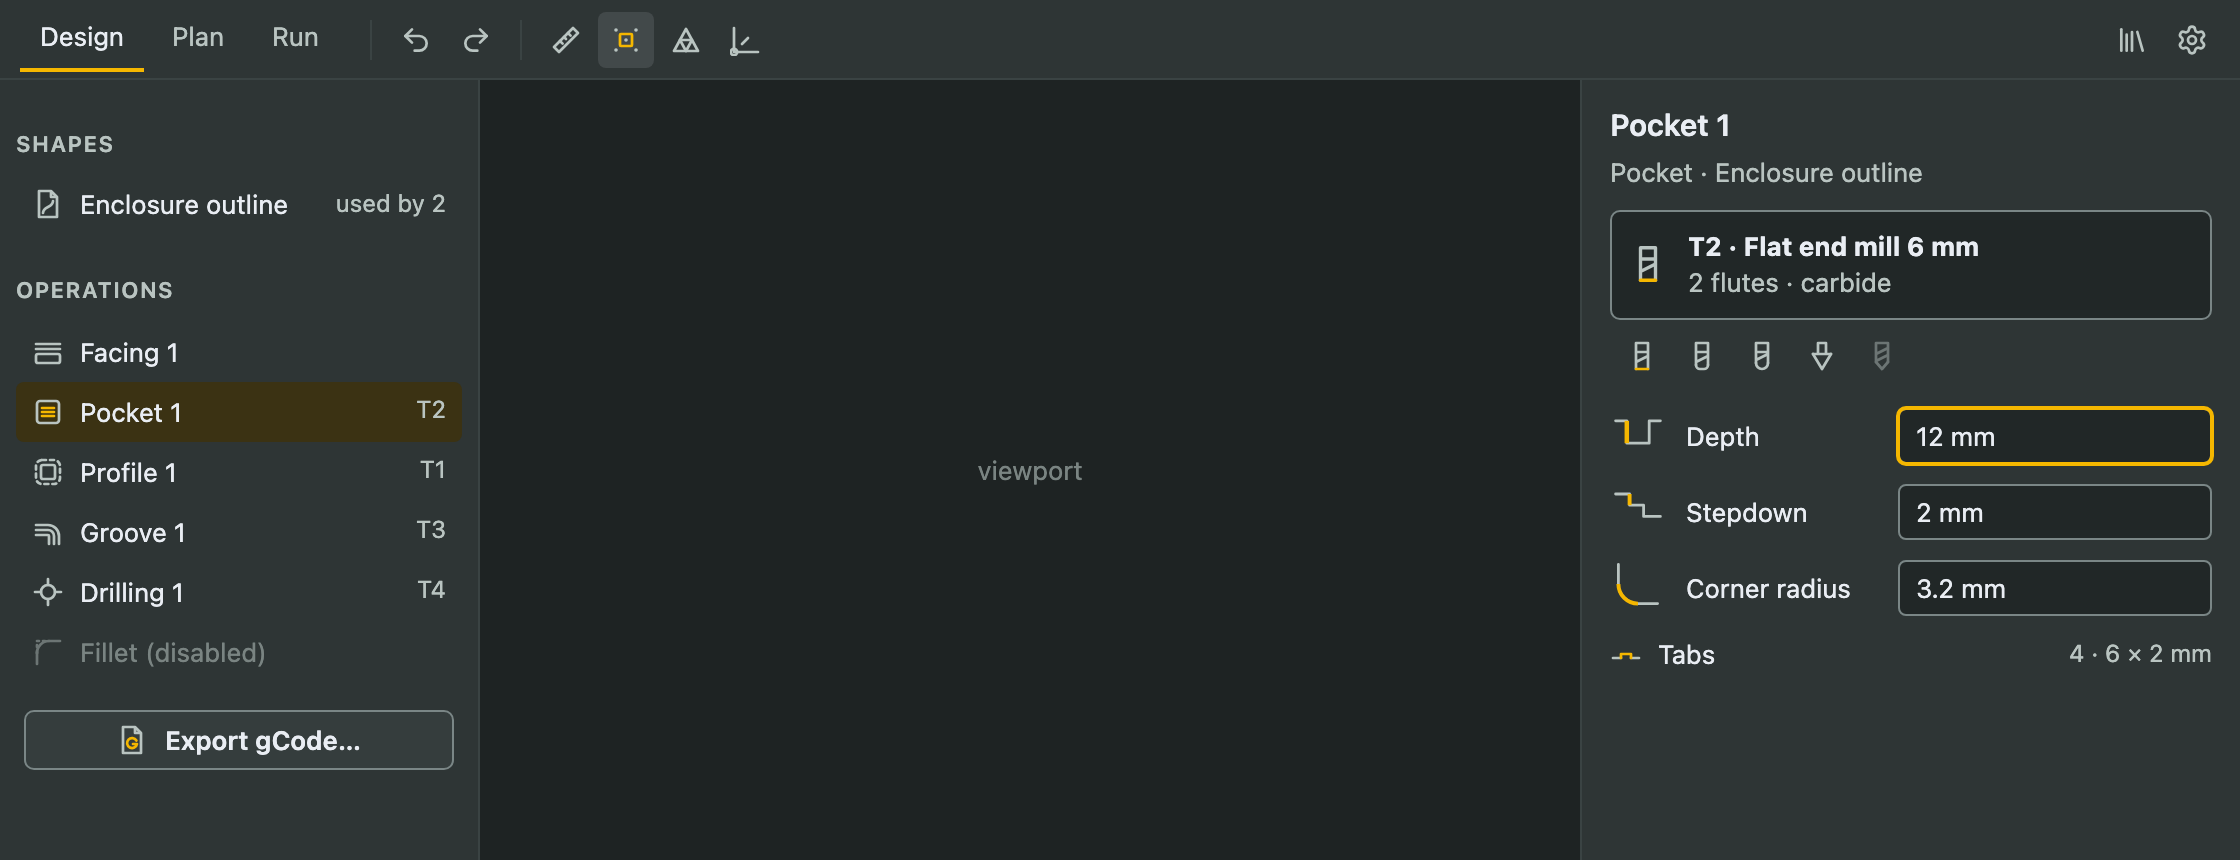 Design Plan Run
SHAPES
Enclosure outline used by 2
OPERATIONS
Facing 1
Pocket 1 T2
Profile 1 T1
Groove 1 T3
Drilling 1 T4
Fillet (disabled)
G Export gCode...
viewport
Pocket 1
Pocket · Enclosure outline
T2 · Flat end mill 6 mm
2 flutes · carbide
Depth 12 mm
Stepdown 2 mm
Corner radius 3.2 mm
Tabs 4 · 6 × 2 mm